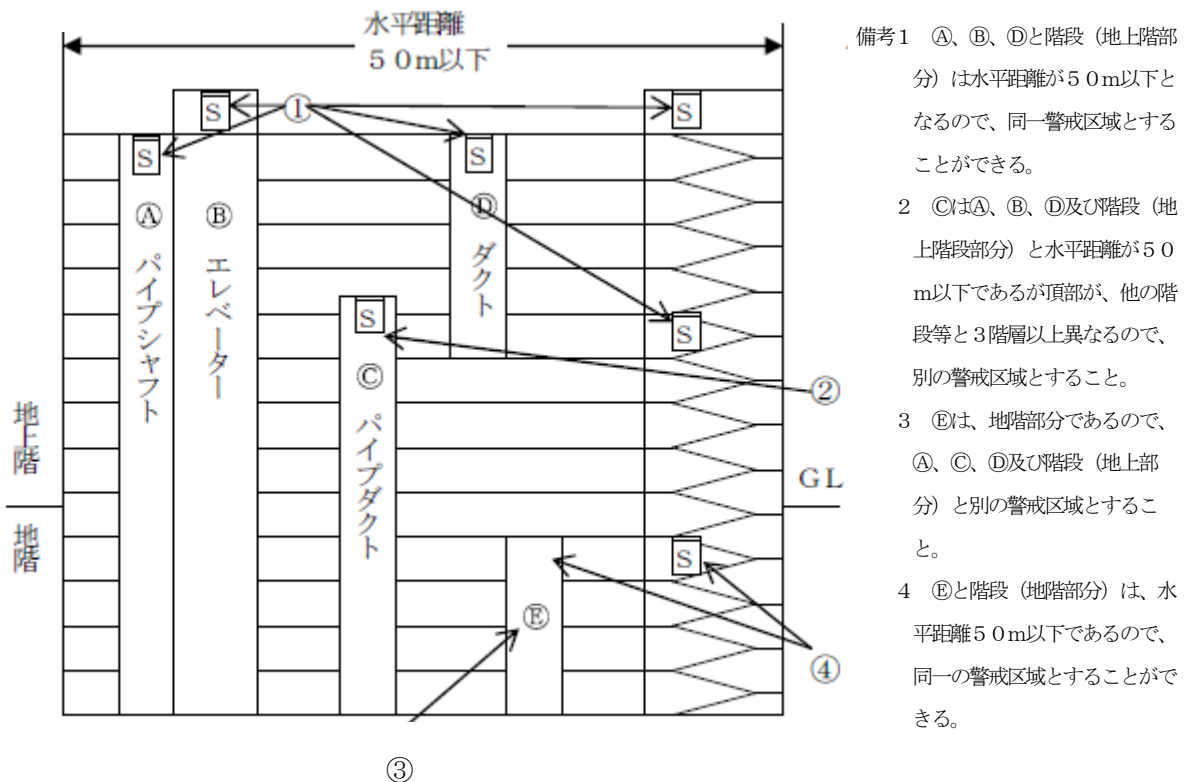 水平距離
50m以下
①
S
S
S
S
S
S
S
Ⓐ
パイプシャフト
Ⓑ
エレベーター
Ⓓ
ダクト
Ⓒ
パイプダクト
Ⓔ
②
③
④
地上階
地階
GL
備考1 Ⓐ、Ⓑ、Ⓓと階段(地上階部
分)は水平距離が50m以下と
なるので、同一警戒区域とする
ことができる。
2 ⒸはⒶ、Ⓑ、Ⓓ及び階段(地
上階段部分)と水平距離が50
m以下であるが頂部が、他の階
段等と3階層以上異なるので、
別の警戒区域とすること。
3 Ⓔは、地階部分であるので、
Ⓐ、Ⓒ、Ⓓ及び階段(地上部
分)と別の警戒区域とするこ
と。
4 Ⓔと階段(地階部分)は、水
平距離50m以下であるので、
同一の警戒区域とすることがで
きる。